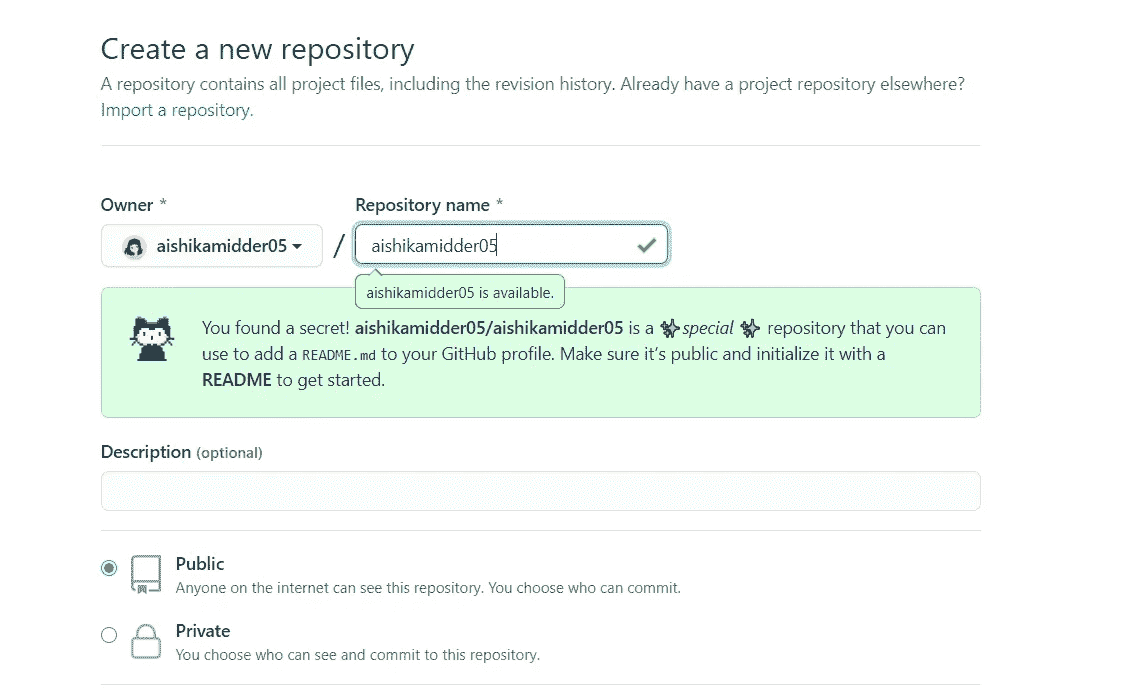 Create a new repository
A repository contains all project files, including the revision history. Already have a project repository elsewhere?
Import a repository.
Owner * Repository name *
aishikamidder05 / aishikamidder05
aishikamidder05 is available.
You found a secret! aishikamidder05/aishikamidder05 is a ✨special ✨ repository that you can
use to add a README.md to your GitHub profile. Make sure it's public and initialize it with a
README to get started.
Description (optional)
Public
Anyone on the internet can see this repository. You choose who can commit.
Private
You choose who can see and commit to this repository.